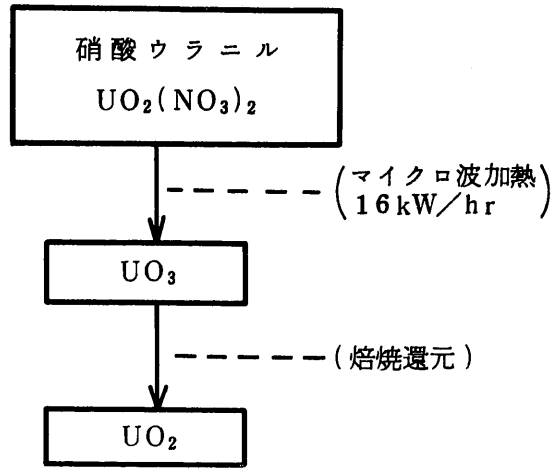 硝酸ウラニル
UO₂(NO₃)₂
(マイクロ波加熱
16kW/hr)
UO₃
(焙焼還元)
UO₂